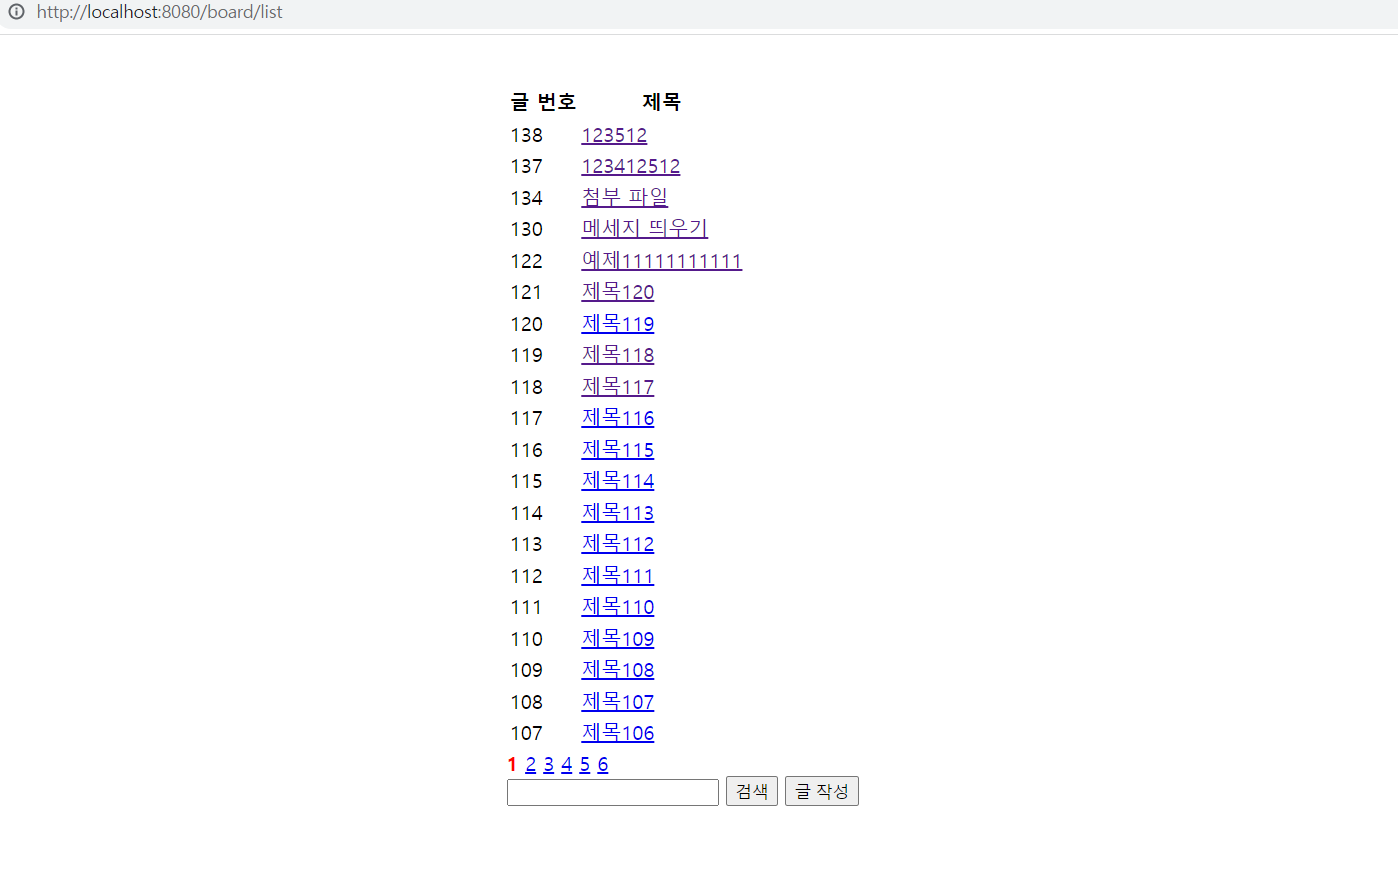 http://localhost:8080/board/list
글 번호 제목
138 123512
137 123412512
134 첨부 파일
130 메세지 띄우기
122 예제11111111111
121 제목120
120 제목119
119 제목118
118 제목117
117 제목116
116 제목115
115 제목114
114 제목113
113 제목112
112 제목111
111 제목110
110 제목109
109 제목108
108 제목107
107 제목106
1 2 3 4 5 6
검색 글 작성